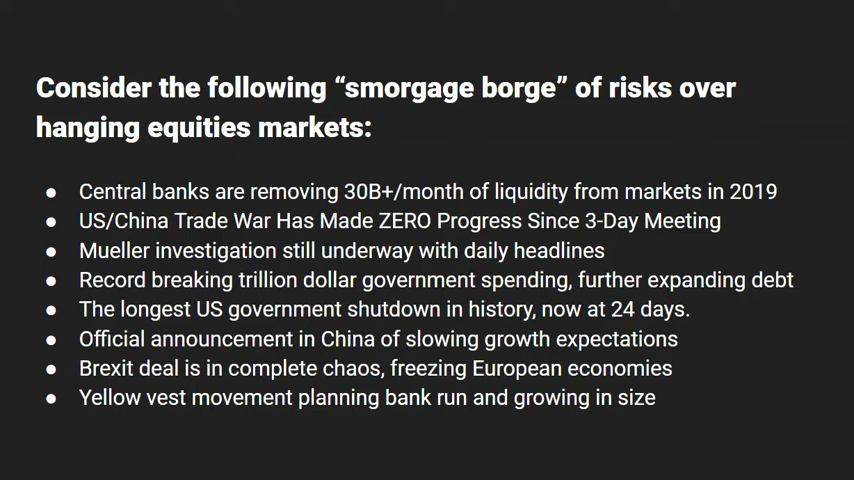 Consider the following “smorgage borge” of risks over
hanging equities markets:
● Central banks are removing 30B+/month of liquidity from markets in 2019
● US/China Trade War Has Made ZERO Progress Since 3-Day Meeting
● Mueller investigation still underway with daily headlines
● Record breaking trillion dollar government spending, further expanding debt
● The longest US government shutdown in history, now at 24 days.
● Official announcement in China of slowing growth expectations
● Brexit deal is in complete chaos, freezing European economies
● Yellow vest movement planning bank run and growing in size